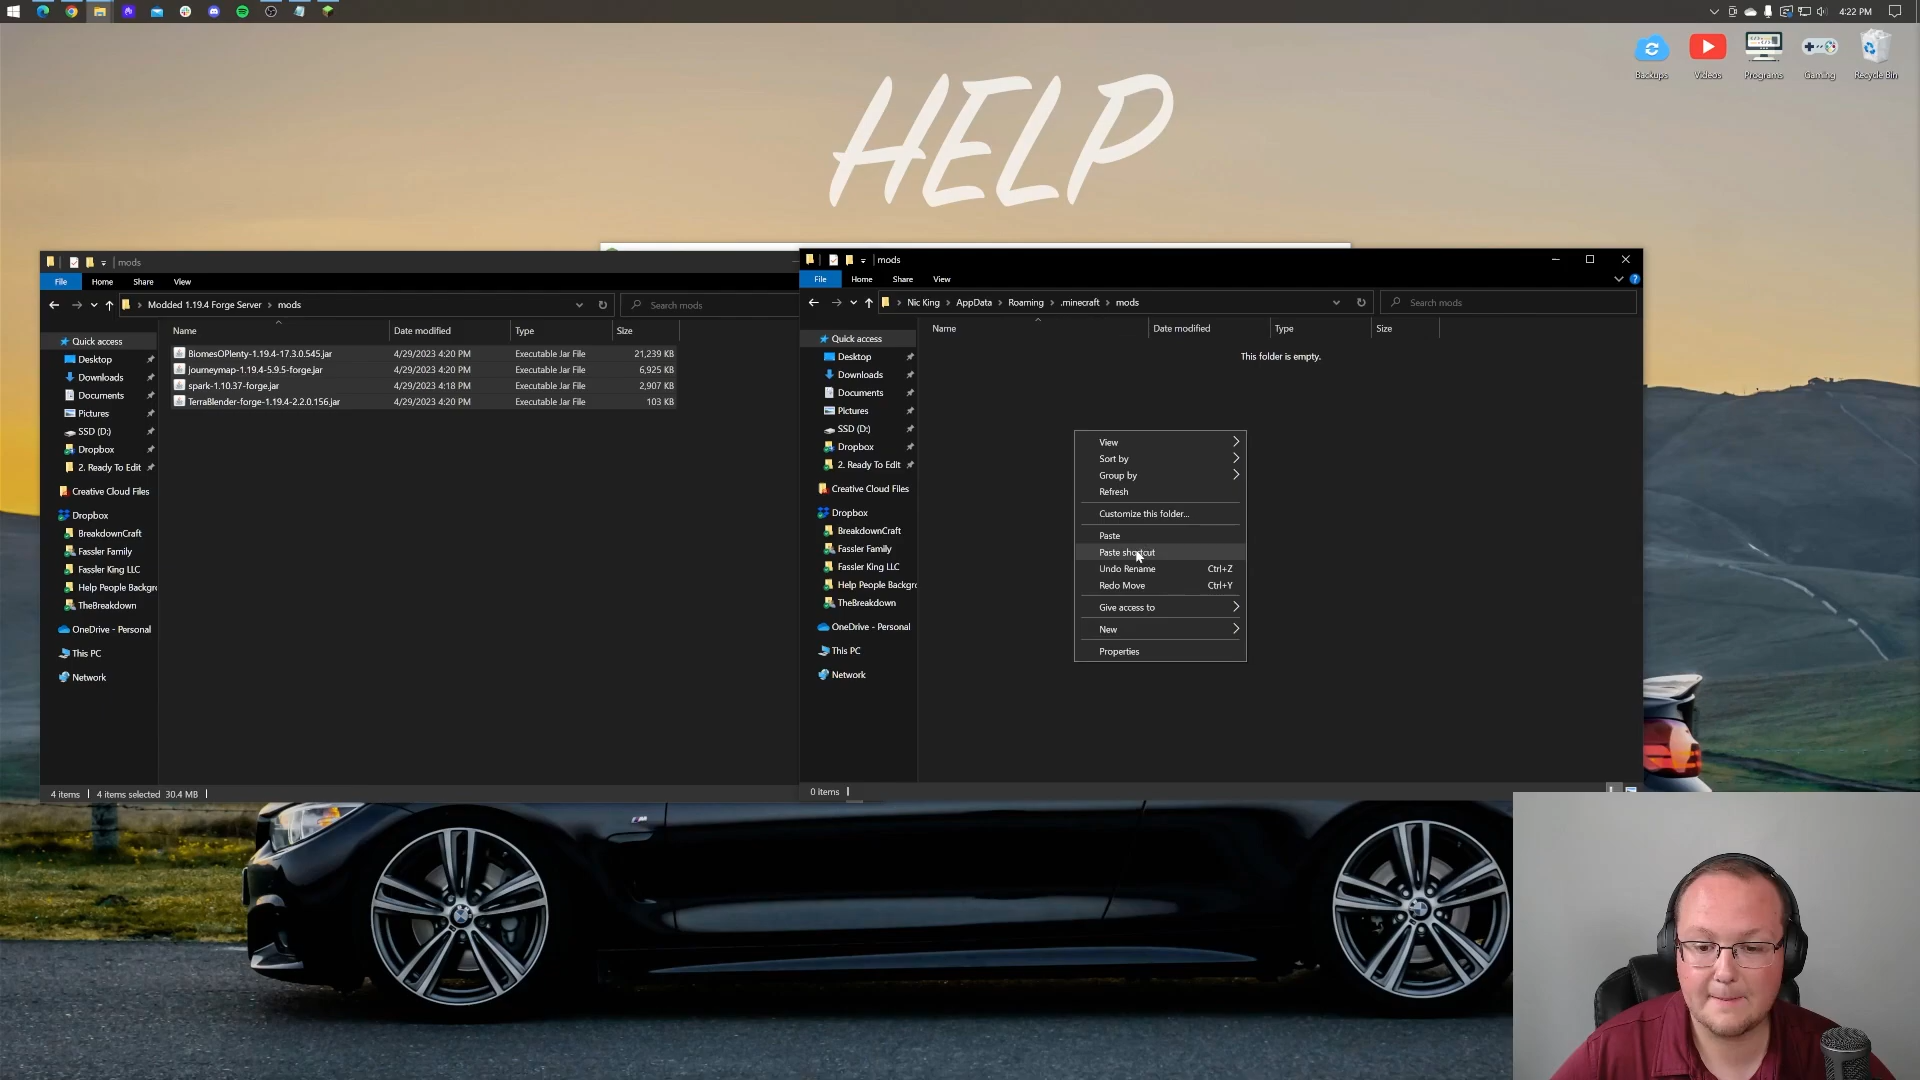 4:22 PM
Backups
Videos
Programs
Gaming
Recycle Bin
HELP
mods
File
Home
Share
View
Modded 1.19.4 Forge Server
mods
Search mods
Name
Date modified
Type
Size
Quick access
Desktop
Downloads
Documents
Pictures
SSD (D:)
Dropbox
2. Ready To Edit
Creative Cloud Files
Dropbox
BreakdownCraft
Fassler Family
Fassler King LLC
Help People Backgro
TheBreakdown
OneDrive - Personal
This PC
Network
BiomesOPlenty-1.19.4-17.3.0.545.jar 4/29/2023 4:20 PM Executable Jar File 21,239 KB
journeymap-1.19.4-5.9.5-forge.jar 4/29/2023 4:20 PM Executable Jar File 6,925 KB
spark-1.10.37-forge.jar 4/29/2023 4:18 PM Executable Jar File 2,907 KB
TerraBlender-forge-1.19.4-2.2.0.156.jar 4/29/2023 4:20 PM Executable Jar File 103 KB
4 items 4 items selected 30.4 MB
mods
File
Home
Share
View
Nic King
AppData
Roaming
.minecraft
mods
Search mods
Name
Date modified
Type
Size
This folder is empty.
Quick access
Desktop
Downloads
Documents
Pictures
SSD (D:)
Dropbox
2. Ready To Edit
Creative Cloud Files
Dropbox
BreakdownCraft
Fassler Family
Fassler King LLC
Help People Backgro
TheBreakdown
OneDrive - Personal
This PC
Network
View
Sort by
Group by
Refresh
Customize this folder...
Paste
Paste shortcut
Undo Rename Ctrl+Z
Redo Move Ctrl+Y
Give access to
New
Properties
0 items